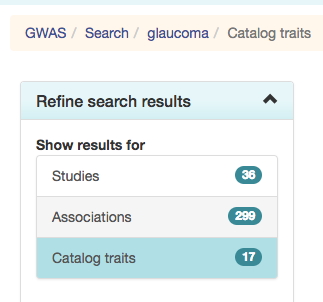 GWAS / Search / glaucoma / Catalog traits
Refine search results
Show results for
Studies 36
Associations 299
Catalog traits 17